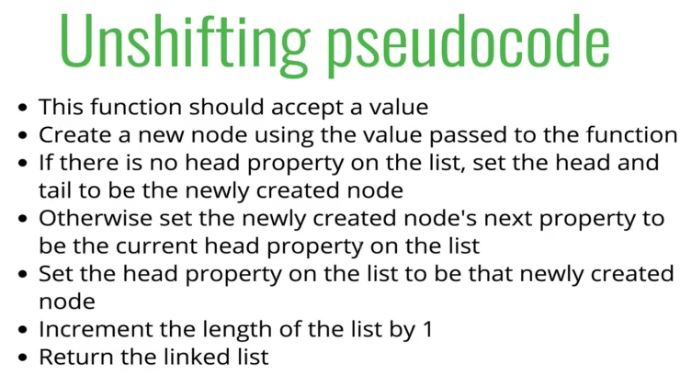 Unshifting pseudocode
• This function should accept a value
• Create a new node using the value passed to the function
• If there is no head property on the list, set the head and
tail to be the newly created node
• Otherwise set the newly created node's next property to
be the current head property on the list
• Set the head property on the list to be that newly created
node
• Increment the length of the list by 1
• Return the linked list